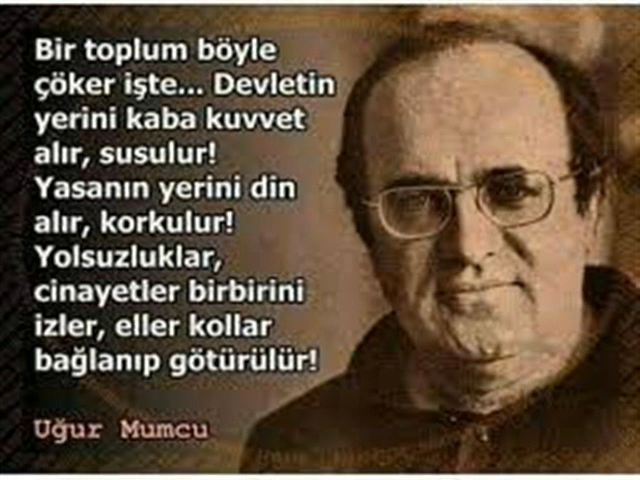 Bir toplum böyle
çöker işte... Devletin
yerini kaba kuvvet
alır, susulur!
Yasanın yerini din
alır, korkulur!
Yolsuzluklar,
cinayetler birbirini
izler, eller kollar
bağlanıp götürülür!
Uğur Mumcu